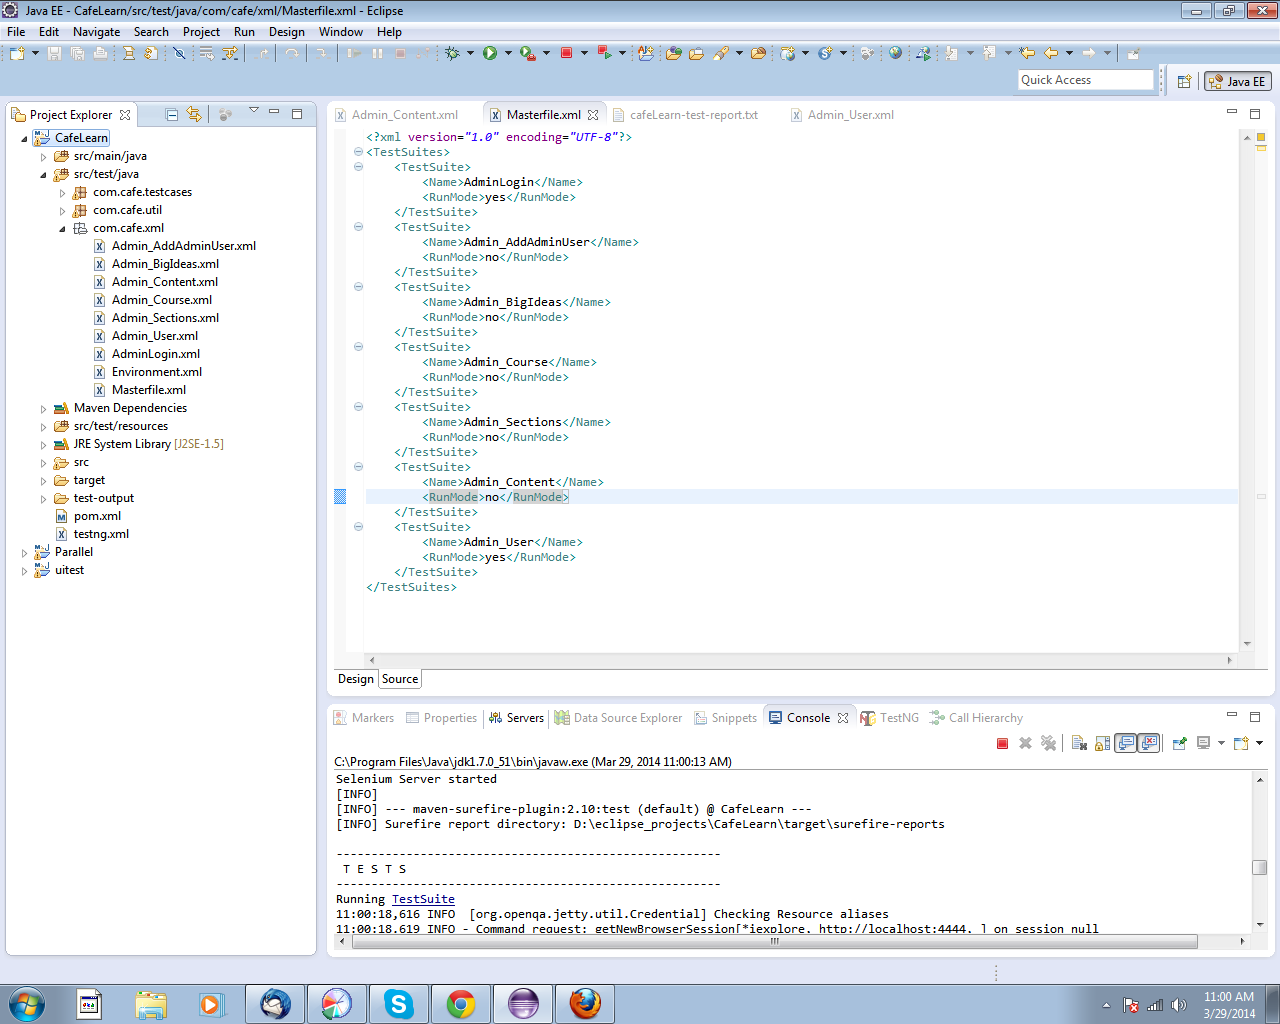 Java EE - CafeLearn/src/test/java/com/cafe/xml/Masterfile.xml - Eclipse
File Edit Navigate Search Project Run Design Window Help
Quick Access
Java EE
Project Explorer
CafeLearn
src/main/java
src/test/java
com.cafe.testcases
com.cafe.util
com.cafe.xml
Admin_AddAdminUser.xml
Admin_BigIdeas.xml
Admin_Content.xml
Admin_Course.xml
Admin_Sections.xml
Admin_User.xml
AdminLogin.xml
Environment.xml
Masterfile.xml
Maven Dependencies
src/test/resources
JRE System Library [J2SE-1.5]
src
target
test-output
pom.xml
testng.xml
Parallel
uitest
Admin_Content.xml Masterfile.xml cafeLearn-test-report.txt Admin_User.xml
<?xml version="1.0" encoding="UTF-8"?>
<TestSuites>
<TestSuite>
<Name>AdminLogin</Name>
<RunMode>yes</RunMode>
</TestSuite>
<TestSuite>
<Name>Admin_AddAdminUser</Name>
<RunMode>no</RunMode>
</TestSuite>
<TestSuite>
<Name>Admin_BigIdeas</Name>
<RunMode>no</RunMode>
</TestSuite>
<TestSuite>
<Name>Admin_Course</Name>
<RunMode>no</RunMode>
</TestSuite>
<TestSuite>
<Name>Admin_Sections</Name>
<RunMode>no</RunMode>
</TestSuite>
<TestSuite>
<Name>Admin_Content</Name>
<RunMode>no</RunMode>
</TestSuite>
<TestSuite>
<Name>Admin_User</Name>
<RunMode>yes</RunMode>
</TestSuite>
</TestSuites>
Design Source
Markers Properties Servers Data Source Explorer Snippets Console TestNG Call Hierarchy
C:\Program Files\Java\jdk1.7.0_51\bin\javaw.exe (Mar 29, 2014 11:00:13 AM)
Selenium Server started
[INFO]
[INFO] --- maven-surefire-plugin:2.10:test (default) @ CafeLearn ---
[INFO] Surefire report directory: D:\eclipse_projects\CafeLearn\target\surefire-reports
-------------------------------------------------------
T E S T S
-------------------------------------------------------
Running TestSuite
11:00:18,616 INFO  [org.openqa.jetty.util.Credential] Checking Resource aliases
11:00:18,619 INFO - Command request: getNewBrowserSession[*iexplore, http://localhost:4444, ] on session null
11:00 AM
3/29/2014